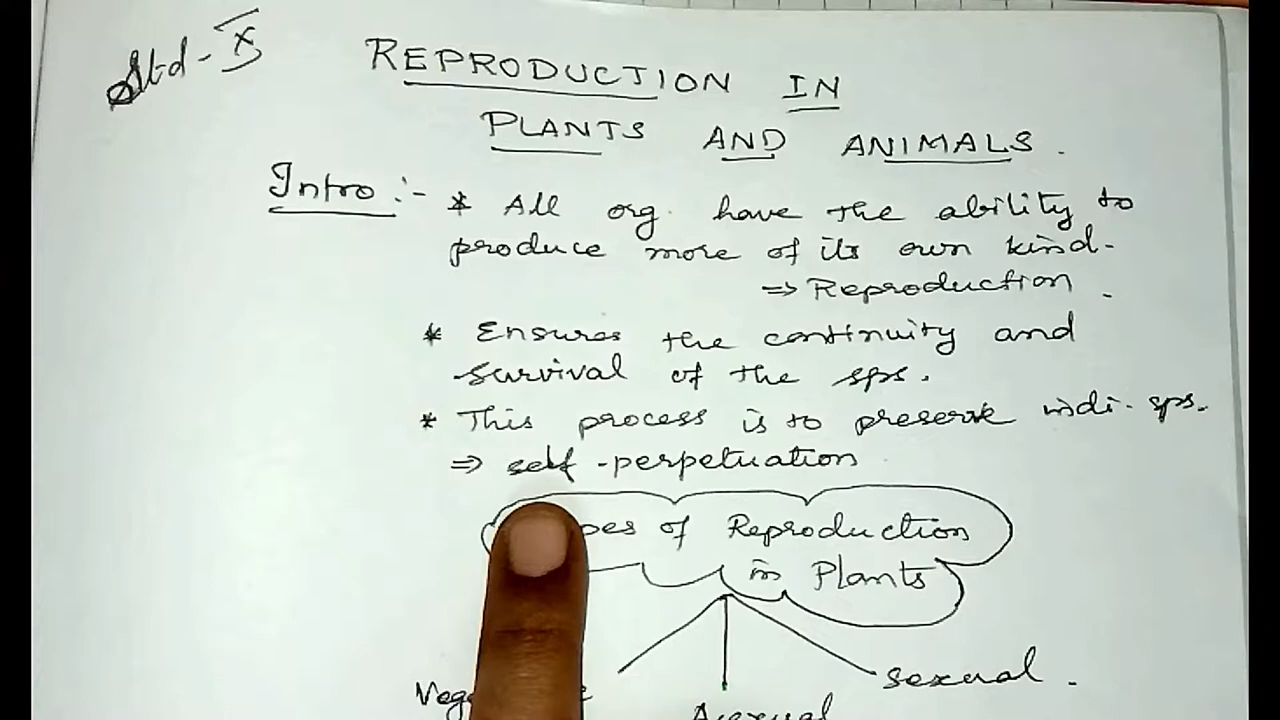 Std - X
REPRODUCTION IN
PLANTS AND ANIMALS.
Intro :- * All org. have the ability to
produce more of its own kind-
⇒ Reproduction.
* Ensures the continuity and
survival of the sps.
* This process is to preserve indi. sps.
⇒ self-perpetuation
of Reproduction
in Plants
sexual.
Asexual